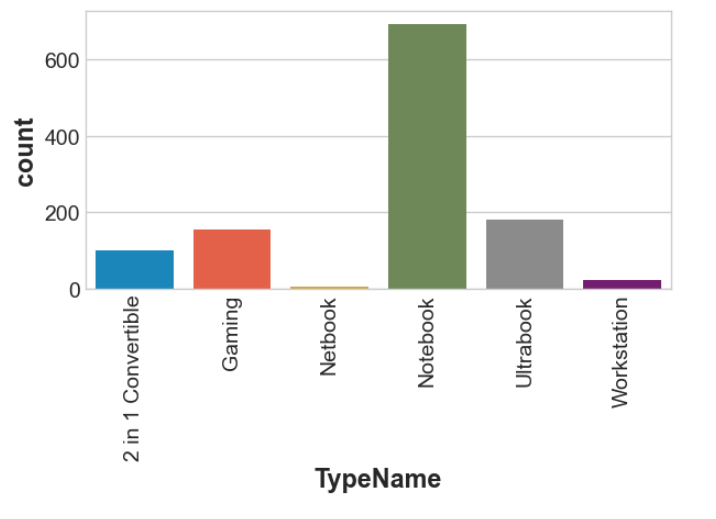 600
400
200
0
count
2 in 1 Convertible
Gaming
Netbook
Notebook
Ultrabook
Workstation
TypeName